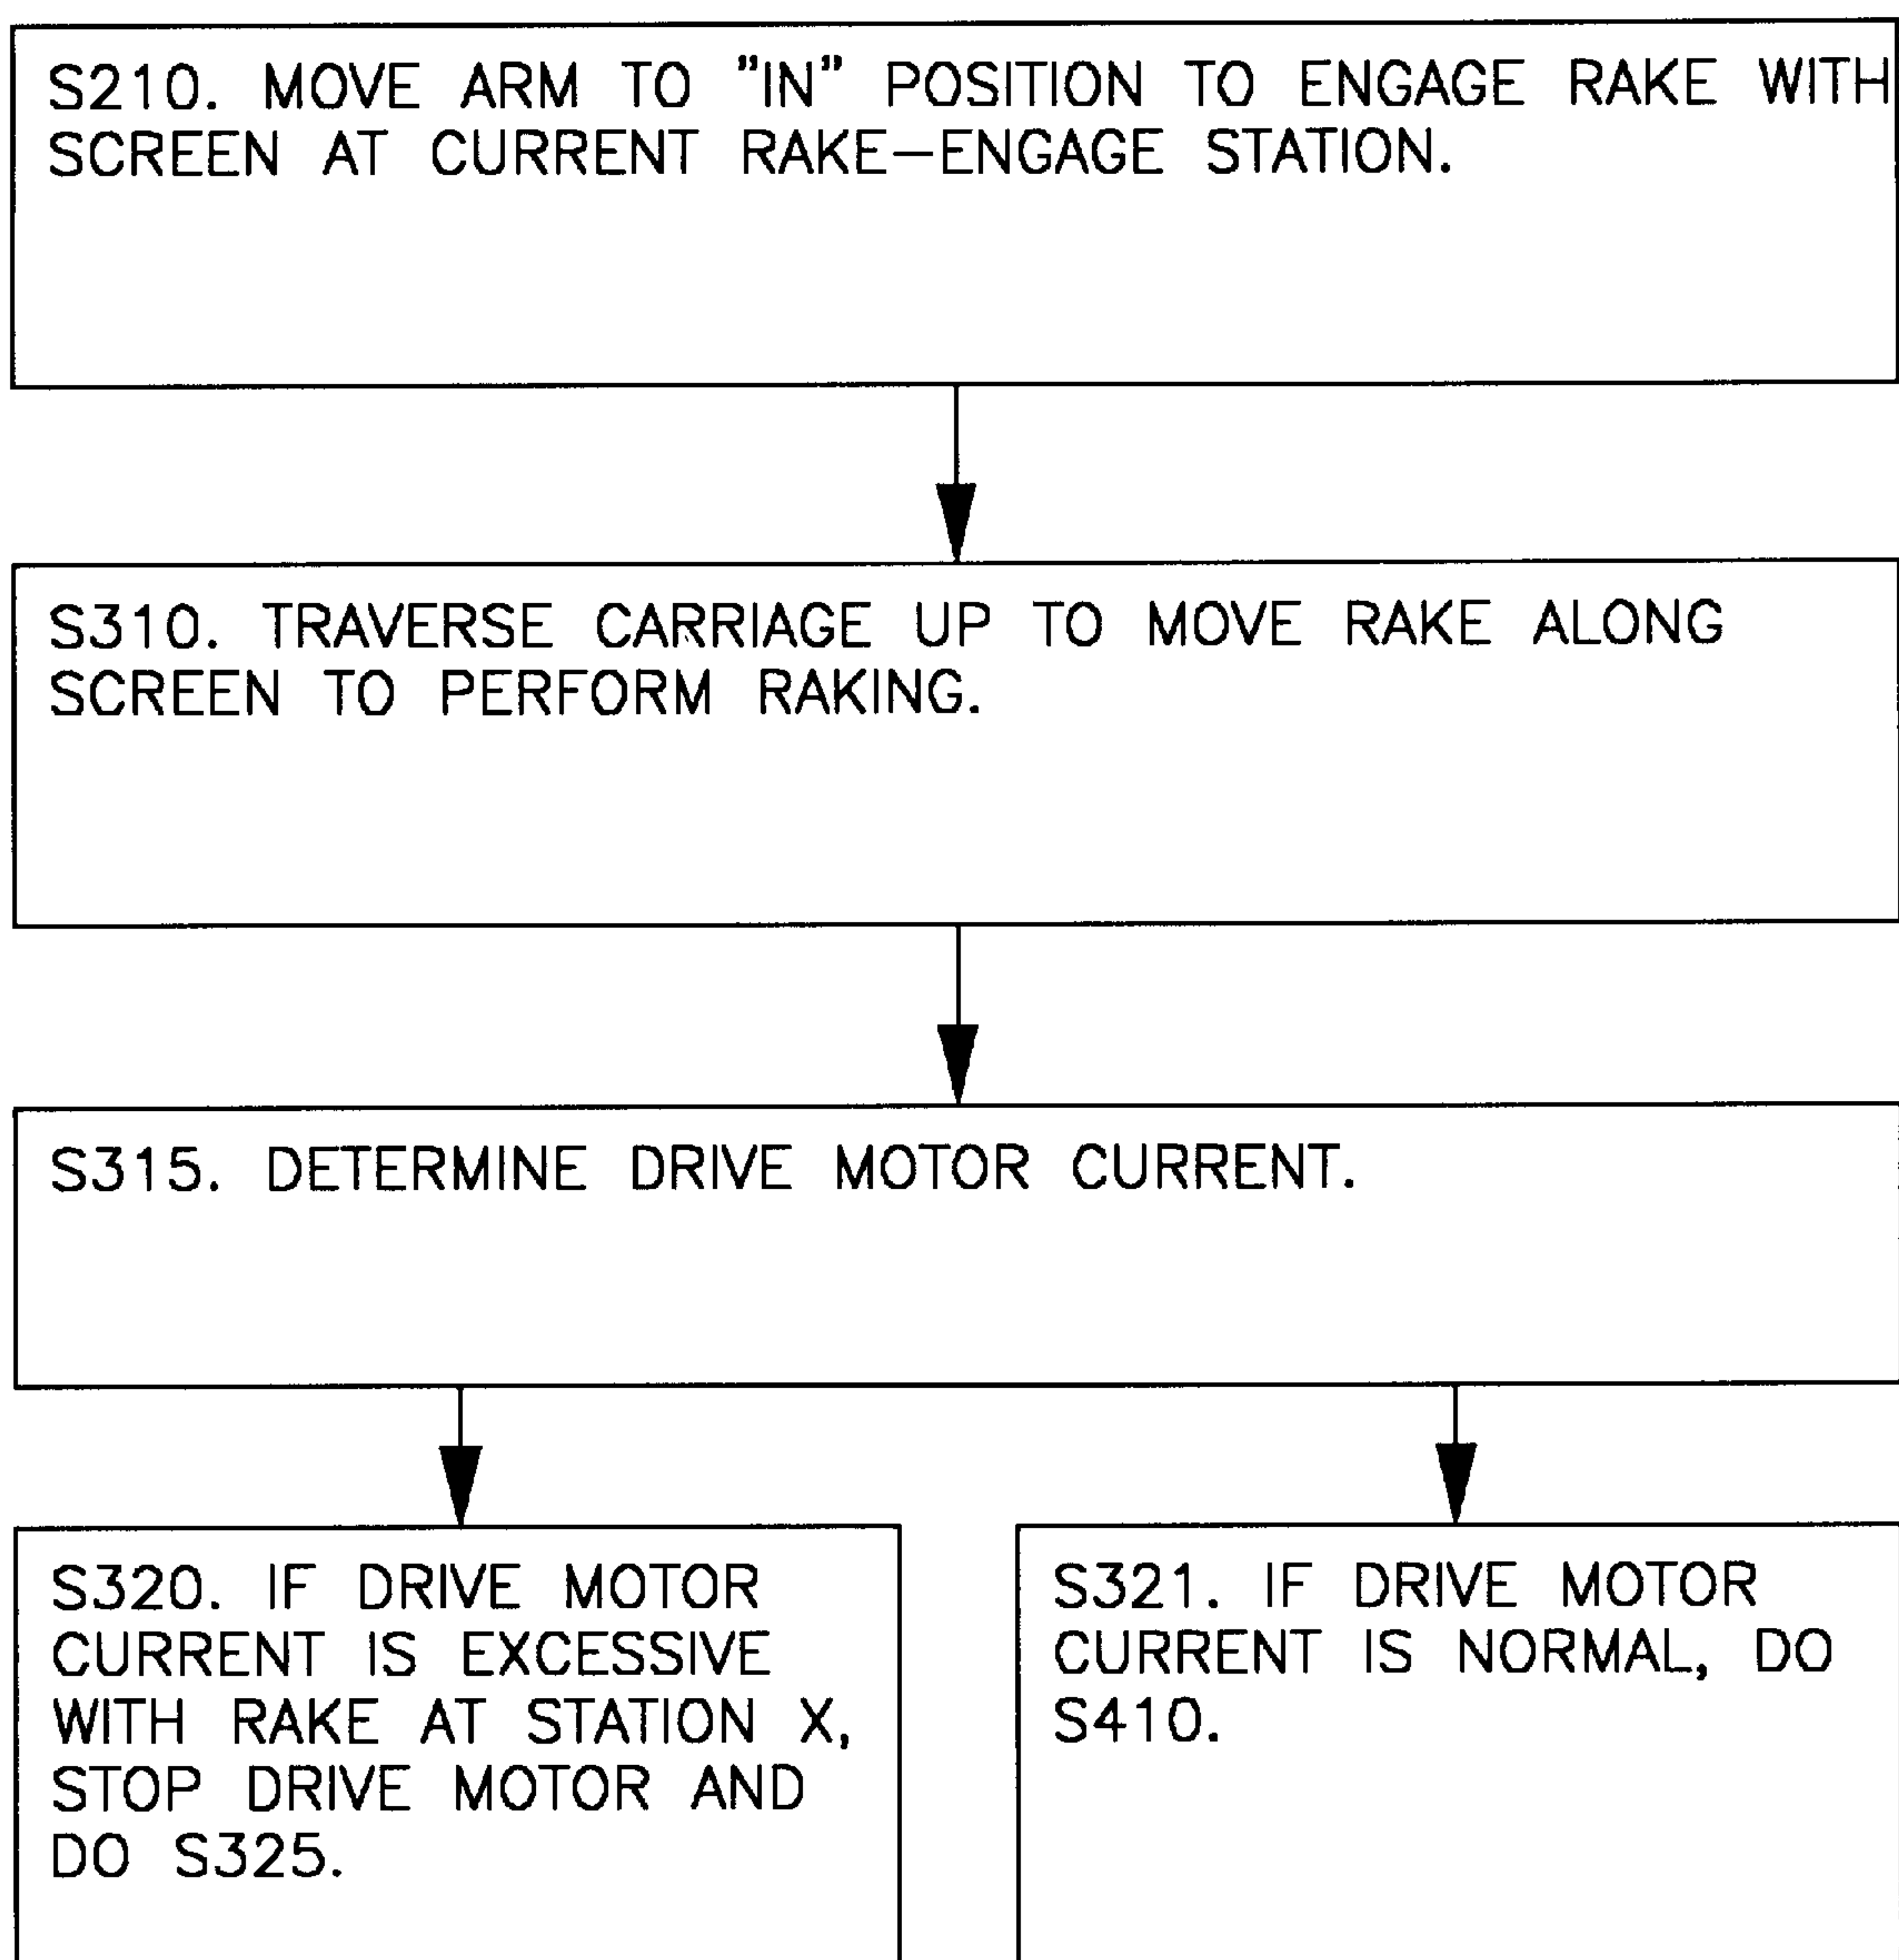 S210. MOVE ARM TO "IN" POSITION TO ENGAGE RAKE WITH
SCREEN AT CURRENT RAKE–ENGAGE STATION.
S310. TRAVERSE CARRIAGE UP TO MOVE RAKE ALONG
SCREEN TO PERFORM RAKING.
S315. DETERMINE DRIVE MOTOR CURRENT.
S320. IF DRIVE MOTOR
CURRENT IS EXCESSIVE
WITH RAKE AT STATION X,
STOP DRIVE MOTOR AND
DO S325.
S321. IF DRIVE MOTOR
CURRENT IS NORMAL, DO
S410.